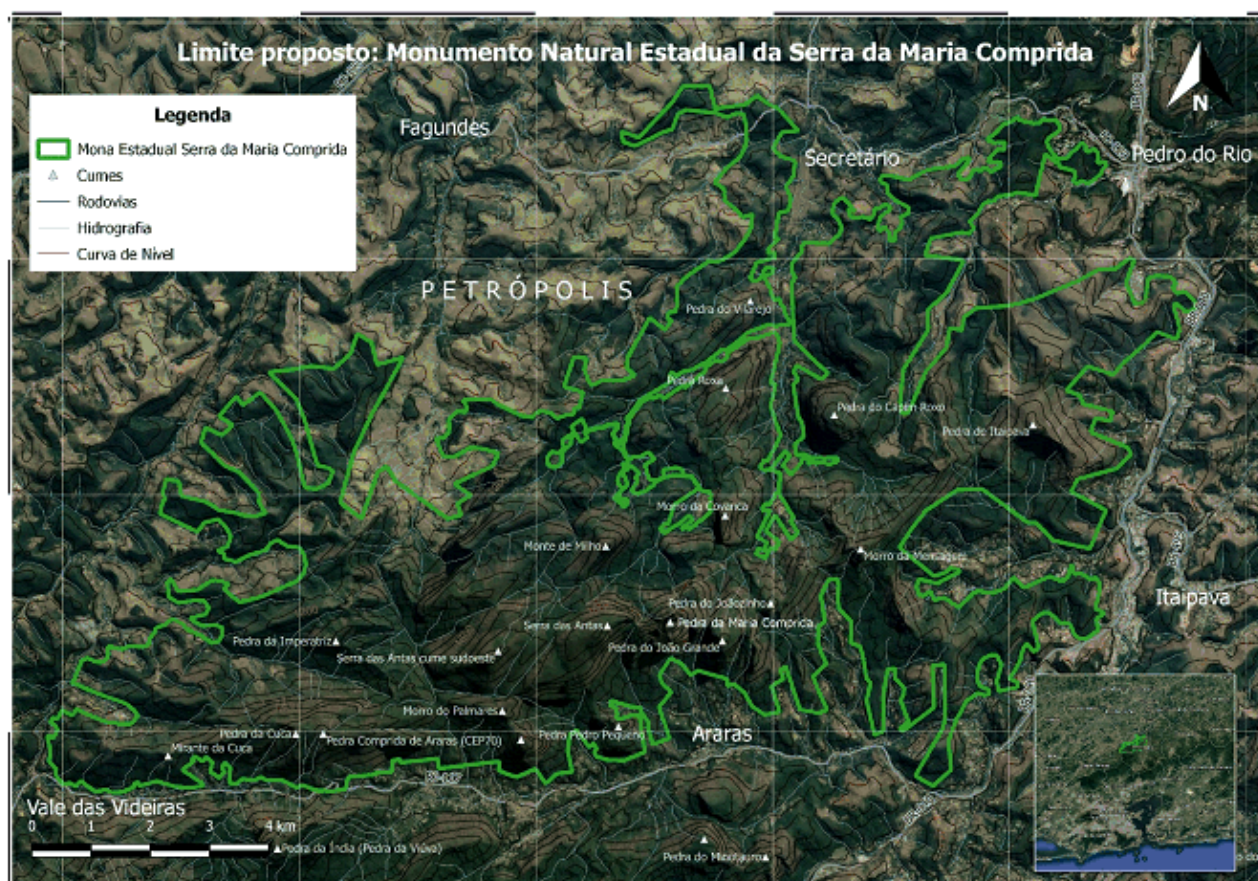 Limite proposto: Monumento Natural Estadual da Serra da Maria Comprida
N
Legenda
Mona Estadual Serra da Maria Comprida
Cumes
Rodovias
Hidrografia
Curva de Nível
Fagundes
Secretário
Pedro do Rio
PETRÓPOLIS
Pedra do Vilarejo
Pedra Roxa
Pedra do Capim Roxo
Pedra de Itaipava
Morro da Covanca
Monte de Milho
Morro da Mensagem
Itaipava
Pedra do Joãozinho
Pedra da Maria Comprida
Serra das Antas
Pedra da Imperatriz
Pedra do João Grande
Serra das Antas cume sudoeste
Morro do Palmares
Pedra da Cuca
Pedra Comprida de Araras (CEP70)
Pedra Pedro Pequeno
Araras
Mirante da Cuca
Vale das Videiras
0 1 2 3 4 km
Pedra da Índia (Pedra da Viúva)
Pedra do Minotauro